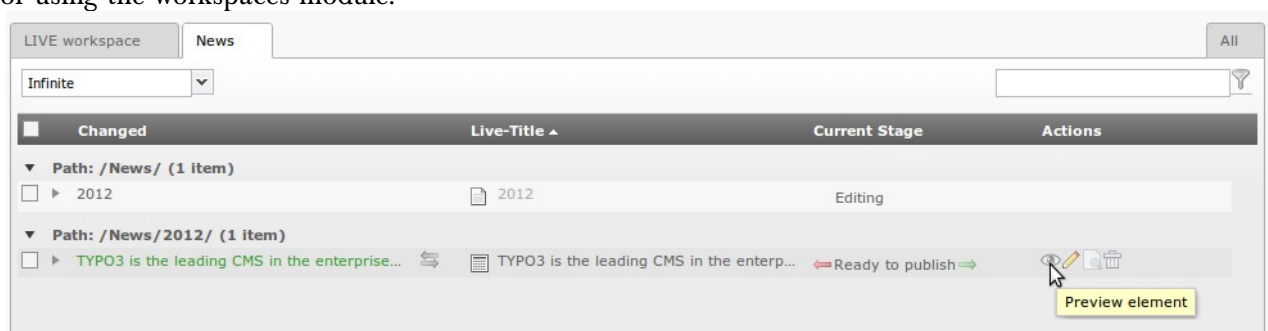 or using the workspaces module.
LIVE workspace News All
Infinite
Changed Live-Title Current Stage Actions
Path: /News/ (1 item)
2012 2012 Editing
Path: /News/2012/ (1 item)
TYPO3 is the leading CMS in the enterprise... TYPO3 is the leading CMS in the enterp... Ready to publish
Preview element